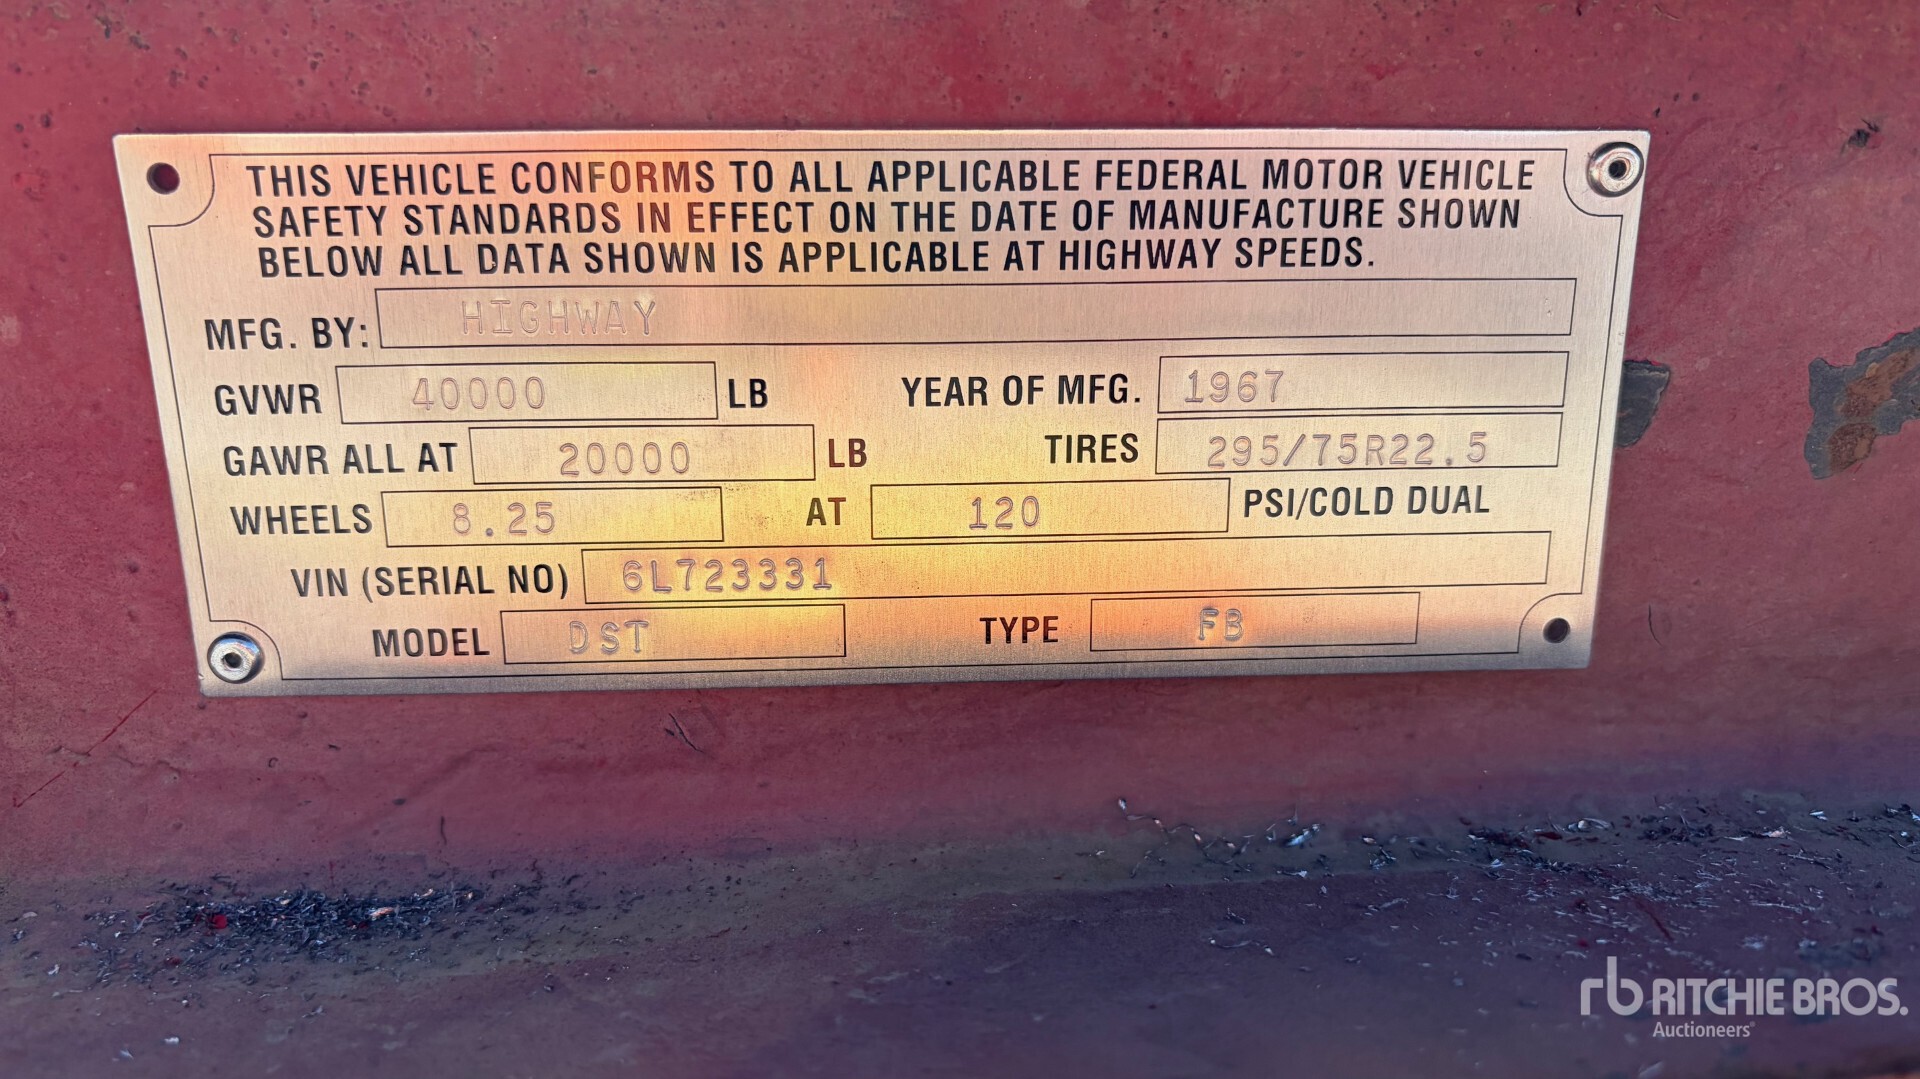 THIS VEHICLE CONFORMS TO ALL APPLICABLE FEDERAL MOTOR VEHICLE
SAFETY STANDARDS IN EFFECT ON THE DATE OF MANUFACTURE SHOWN
BELOW ALL DATA SHOWN IS APPLICABLE AT HIGHWAY SPEEDS.
MFG. BY: HIGHWAY
GVWR 40000 LB YEAR OF MFG. 1967
GAWR ALL AT 20000 LB TIRES 295/75R22.5
WHEELS 8.25 AT 120 PSI/COLD DUAL
VIN (SERIAL NO) 6L723331
MODEL DST TYPE FB
rb RITCHIE BROS.
Auctioneers